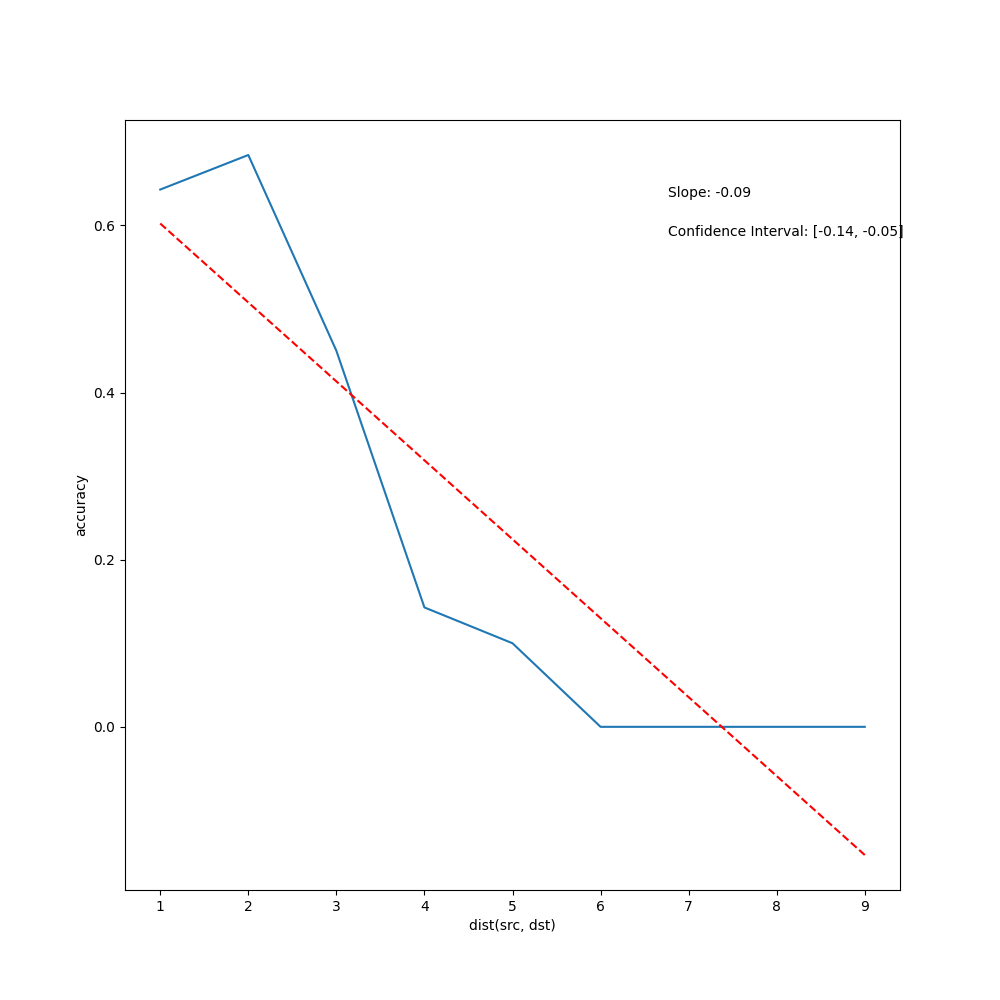 Slope: -0.09
Confidence Interval: [-0.14, -0.05]
0.6
0.4
0.2
0.0
accuracy
1 2 3 4 5 6 7 8 9
dist(src, dst)